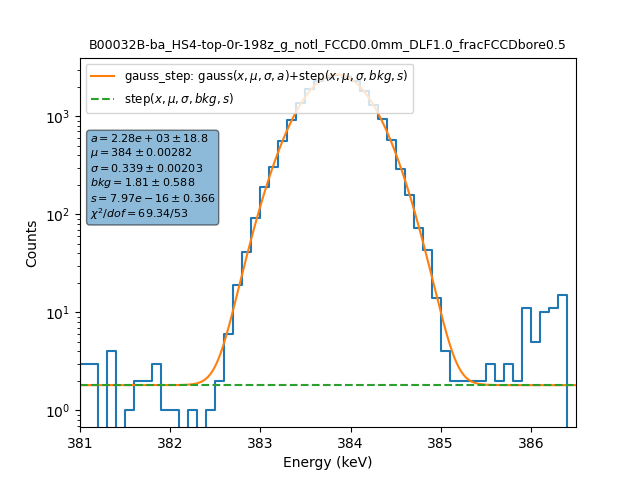 B00032B-ba_HS4-top-0r-198z_g_notl_FCCD0.0mm_DLF1.0_fracFCCDbore0.5
gauss_step: gauss(x, μ, σ, a)+step(x, μ, σ, bkg, s)
step(x, μ, σ, bkg, s)
a = 2.28e + 03 ± 18.8
μ = 384 ± 0.00282
σ = 0.339 ± 0.00203
bkg = 1.81 ± 0.588
s = 7.97e − 16 ± 0.366
χ²/dof = 69.34/53
Counts
10³
10²
10¹
10⁰
381 382 383 384 385 386
Energy (keV)